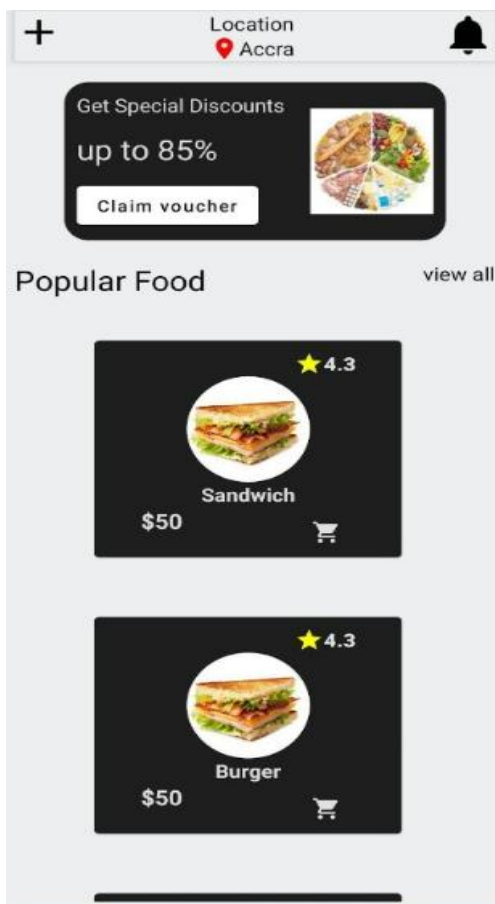 Location
Accra
Get Special Discounts
up to 85%
Claim voucher
Popular Food
view all
4.3
Sandwich
$50
4.3
Burger
$50